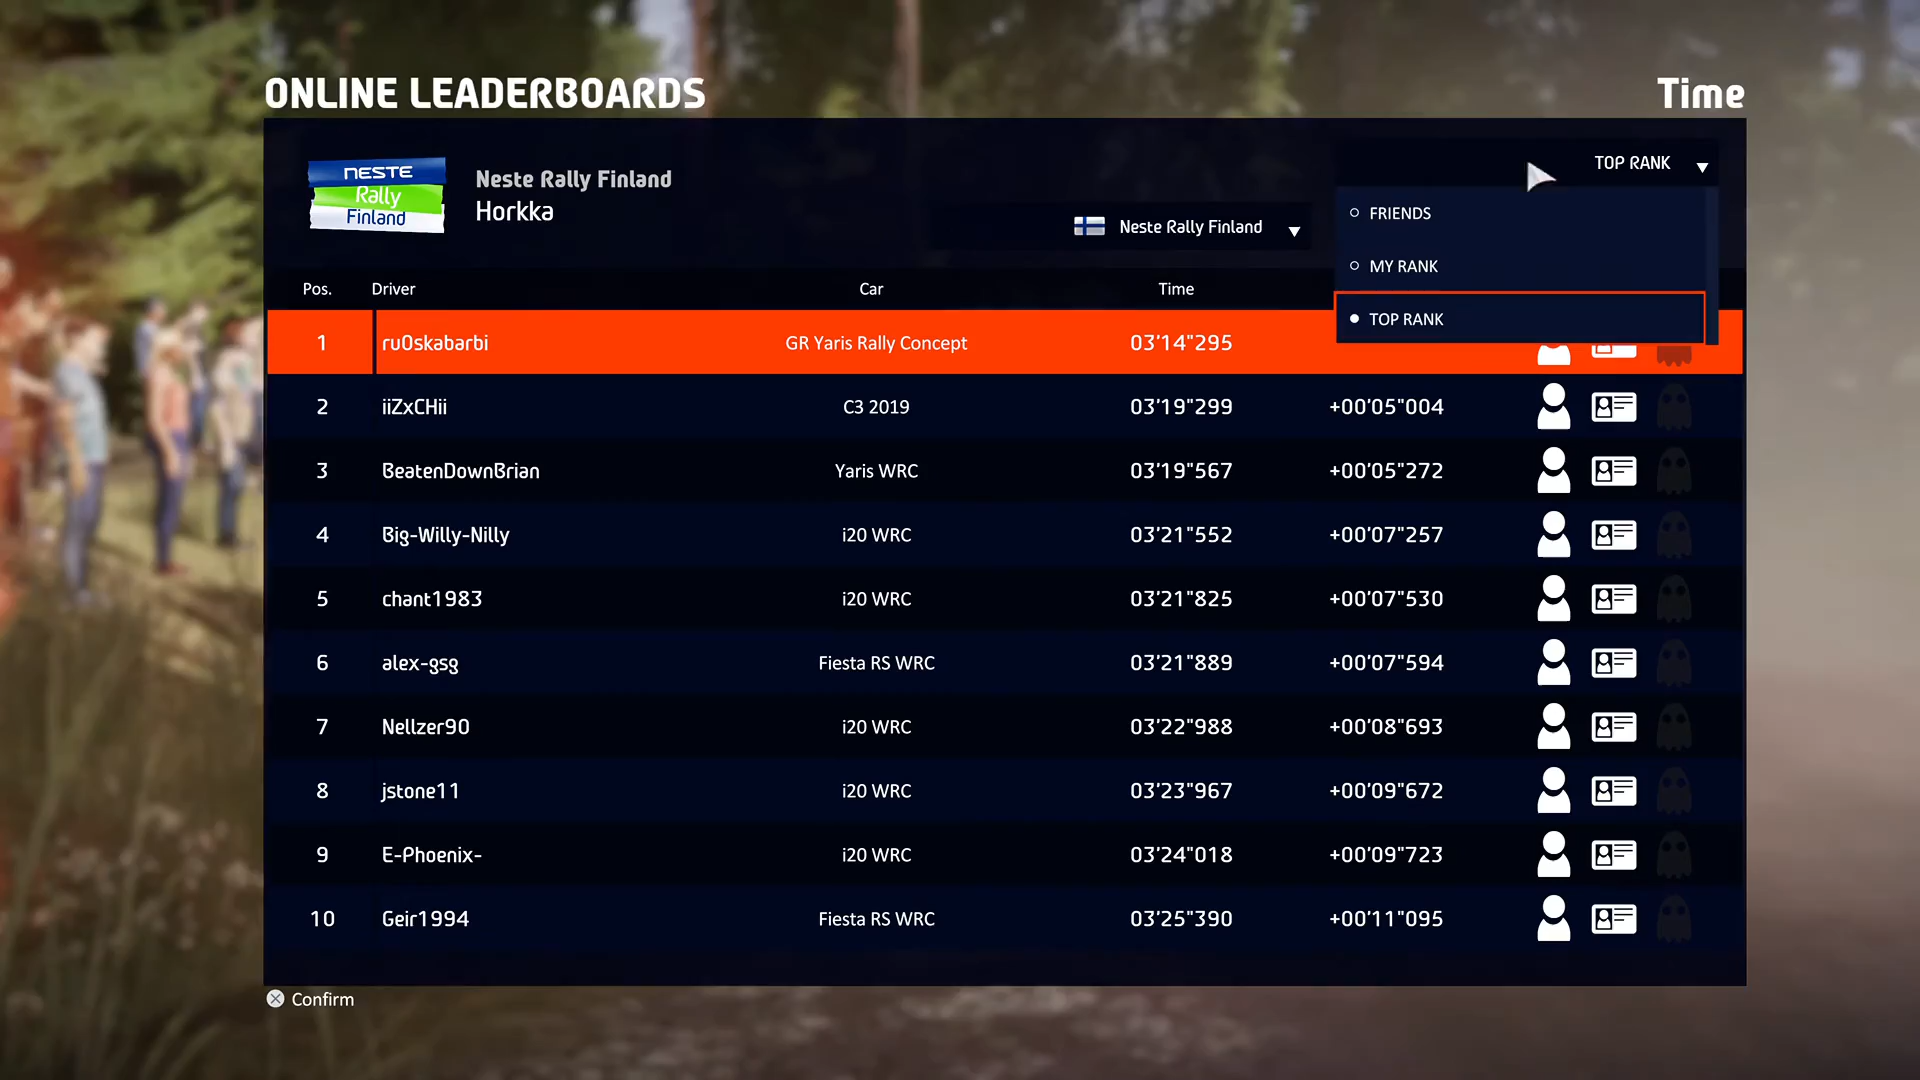 ONLINE LEADERBOARDS
Time
NESTE
Rally
Finland
Neste Rally Finland
Horkka
Neste Rally Finland
TOP RANK
FRIENDS
MY RANK
TOP RANK
Pos. Driver Car Time
1 ru0skabarbi GR Yaris Rally Concept 03'14"295
2 iiZxCHii C3 2019 03'19"299 +00'05"004
3 BeatenDownBrian Yaris WRC 03'19"567 +00'05"272
4 Big-Willy-Nilly i20 WRC 03'21"552 +00'07"257
5 chant1983 i20 WRC 03'21"825 +00'07"530
6 alex-gsg Fiesta RS WRC 03'21"889 +00'07"594
7 Nellzer90 i20 WRC 03'22"988 +00'08"693
8 jstone11 i20 WRC 03'23"967 +00'09"672
9 E-Phoenix- i20 WRC 03'24"018 +00'09"723
10 Geir1994 Fiesta RS WRC 03'25"390 +00'11"095
Confirm